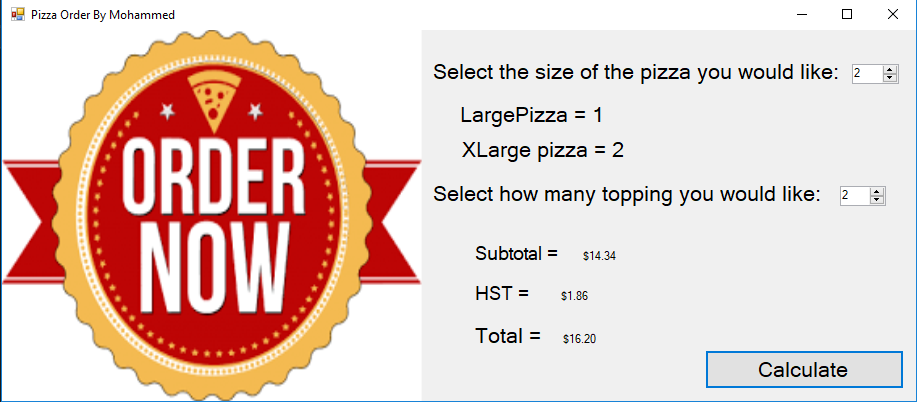 Pizza Order By Mohammed
ORDER
NOW
Select the size of the pizza you would like: 2
LargePizza = 1
XLarge pizza = 2
Select how many topping you would like: 2
Subtotal = $14.34
HST = $1.86
Total = $16.20
Calculate